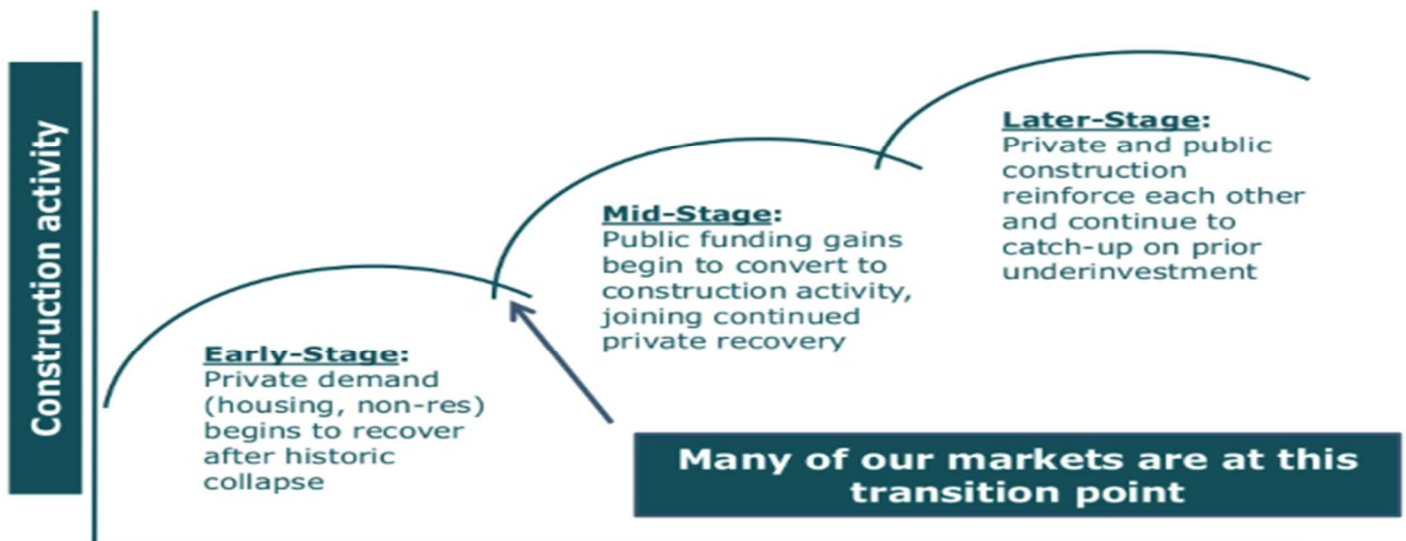 Construction activity
Early-Stage:
Private demand
(housing, non-res)
begins to recover
after historic
collapse
Mid-Stage:
Public funding gains
begin to convert to
construction activity,
joining continued
private recovery
Later-Stage:
Private and public
construction
reinforce each other
and continue to
catch-up on prior
underinvestment
Many of our markets are at this
transition point